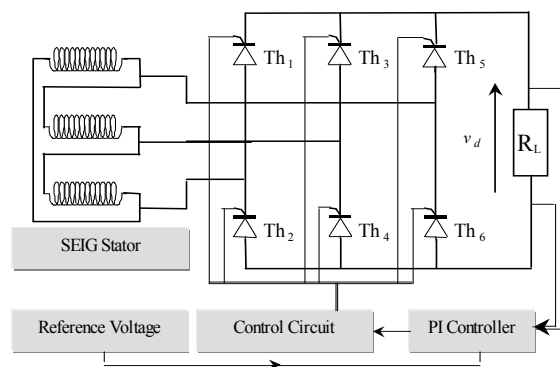 Th1 Th3 Th5
vd
RL
Th2 Th4 Th6
SEIG Stator
Reference Voltage Control Circuit PI Controller